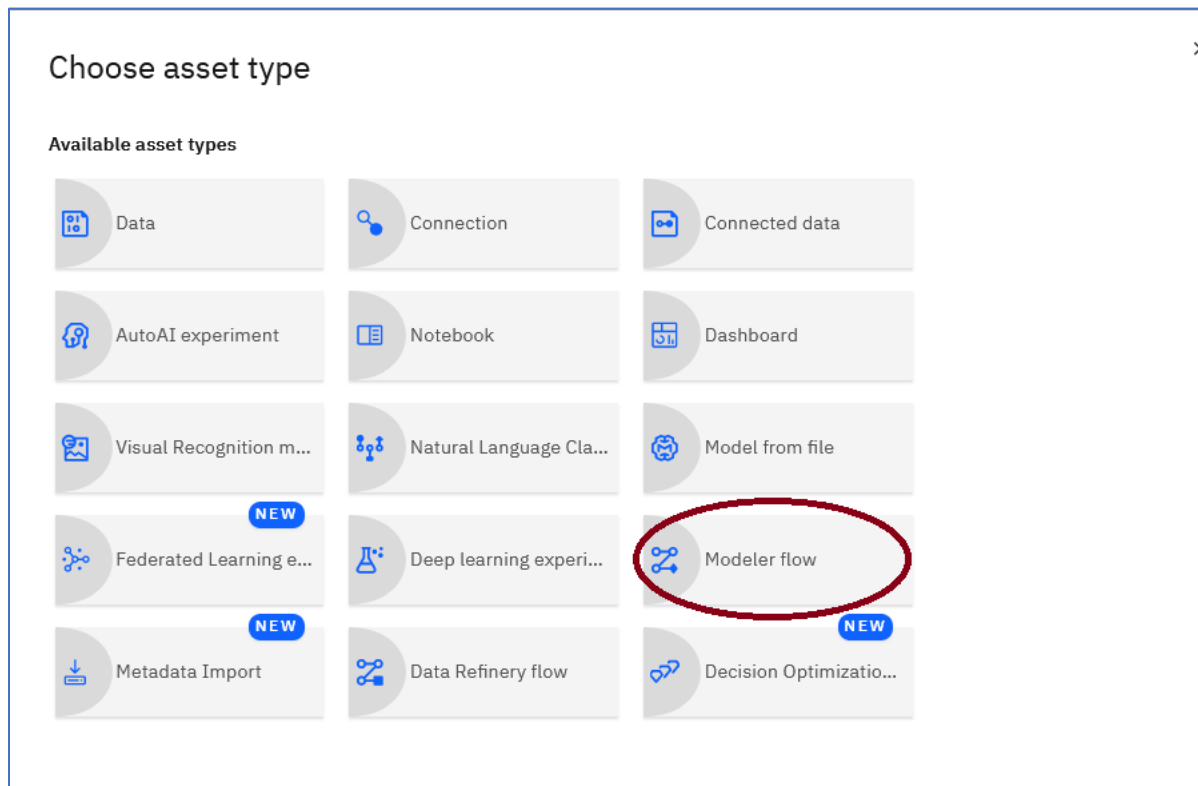 Choose asset type
Available asset types
Data
Connection
Connected data
AutoAI experiment
Notebook
Dashboard
Visual Recognition m...
Natural Language Cla...
Model from file
NEW
Federated Learning e...
Deep learning experi...
Modeler flow
NEW
NEW
Metadata Import
Data Refinery flow
Decision Optimizatio...